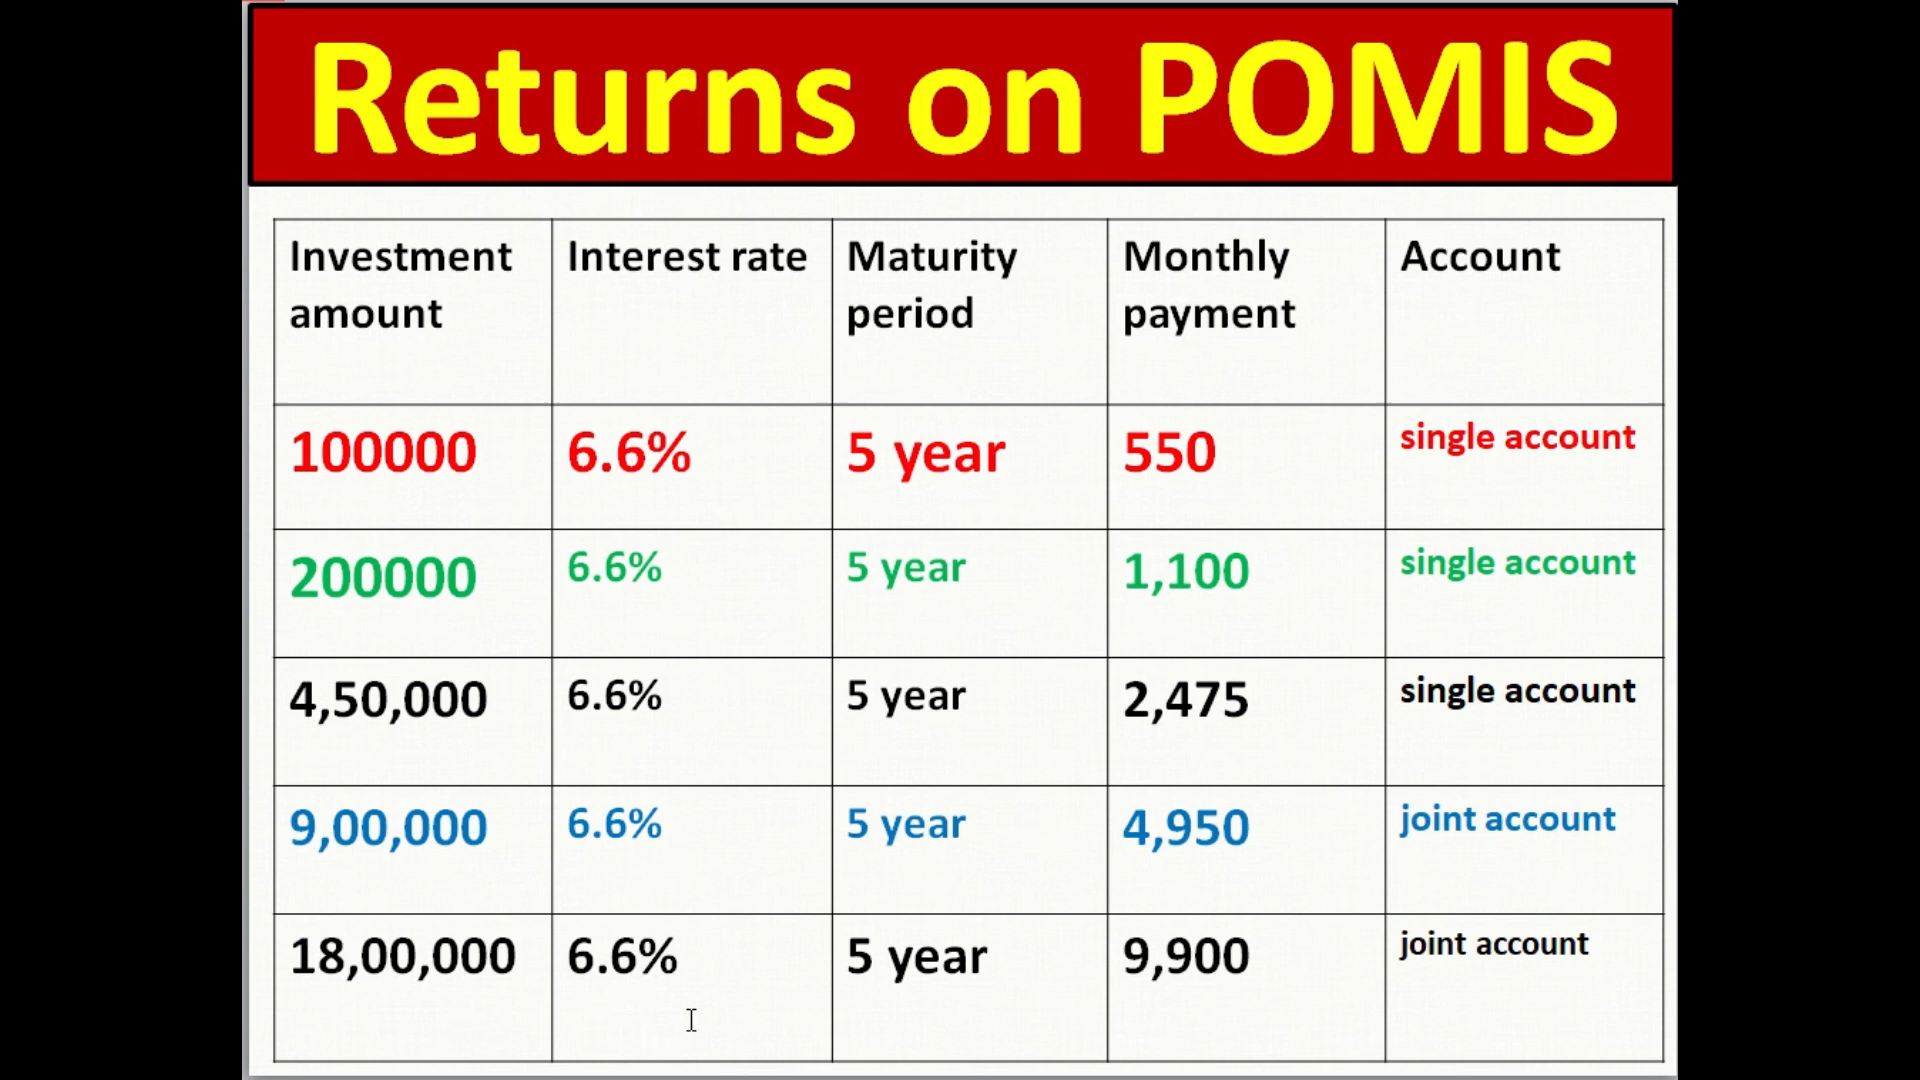 Returns on POMIS
Investment amount Interest rate Maturity period Monthly payment Account
100000 6.6% 5 year 550 single account
200000 6.6% 5 year 1,100 single account
4,50,000 6.6% 5 year 2,475 single account
9,00,000 6.6% 5 year 4,950 joint account
18,00,000 6.6% 5 year 9,900 joint account